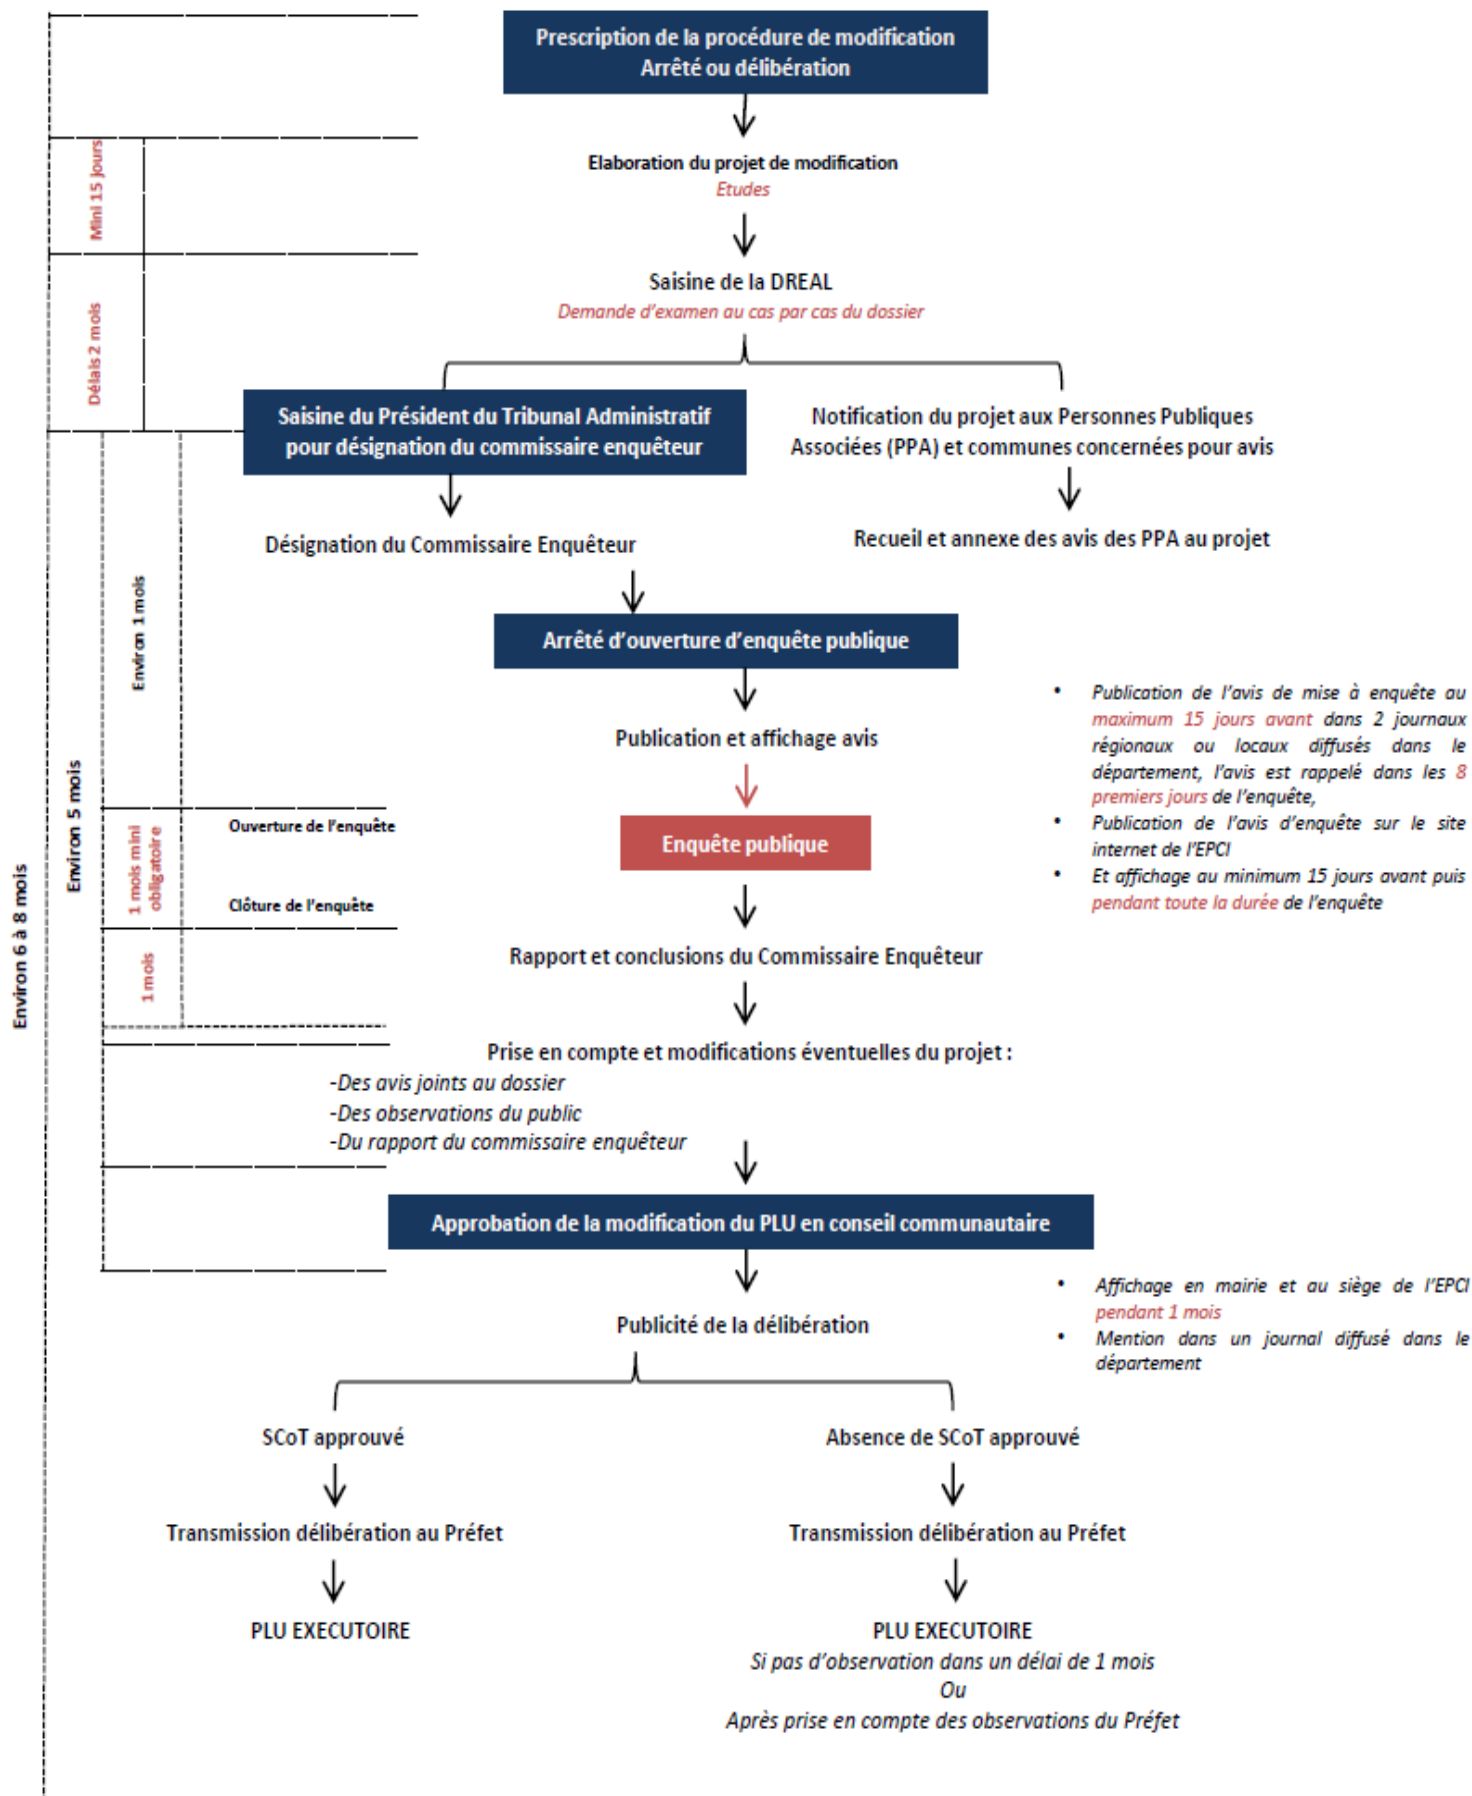 Prescription de la procédure de modification
Arrêté ou délibération
Elaboration du projet de modification
Etudes
Mini 15 jours
Saisine de la DREAL
Demande d'examen au cas par cas du dossier
Délais 2 mois
Saisine du Président du Tribunal Administratif
pour désignation du commissaire enquêteur
Notification du projet aux Personnes Publiques
Associées (PPA) et communes concernées pour avis
Désignation du Commissaire Enquêteur
Recueil et annexe des avis des PPA au projet
Environ 1 mois
Arrêté d'ouverture d'enquête publique
Publication et affichage avis
• Publication de l'avis de mise à enquête au
maximum 15 jours avant dans 2 journaux
régionaux ou locaux diffusés dans le
département, l'avis est rappelé dans les 8
premiers jours de l'enquête,
• Publication de l'avis d'enquête sur le site
internet de l'EPCI
• Et affichage au minimum 15 jours avant puis
pendant toute la durée de l'enquête
Environ 5 mois
Environ 6 à 8 mois
1 mois mini
obligatoire
Ouverture de l'enquête
Enquête publique
Clôture de l'enquête
1 mois
Rapport et conclusions du Commissaire Enquêteur
Prise en compte et modifications éventuelles du projet :
-Des avis joints au dossier
-Des observations du public
-Du rapport du commissaire enquêteur
Approbation de la modification du PLU en conseil communautaire
Publicité de la délibération
• Affichage en mairie et au siège de l'EPCI
pendant 1 mois
• Mention dans un journal diffusé dans le
département
SCoT approuvé
Absence de SCoT approuvé
Transmission délibération au Préfet
Transmission délibération au Préfet
PLU EXECUTOIRE
PLU EXECUTOIRE
Si pas d'observation dans un délai de 1 mois
Ou
Après prise en compte des observations du Préfet